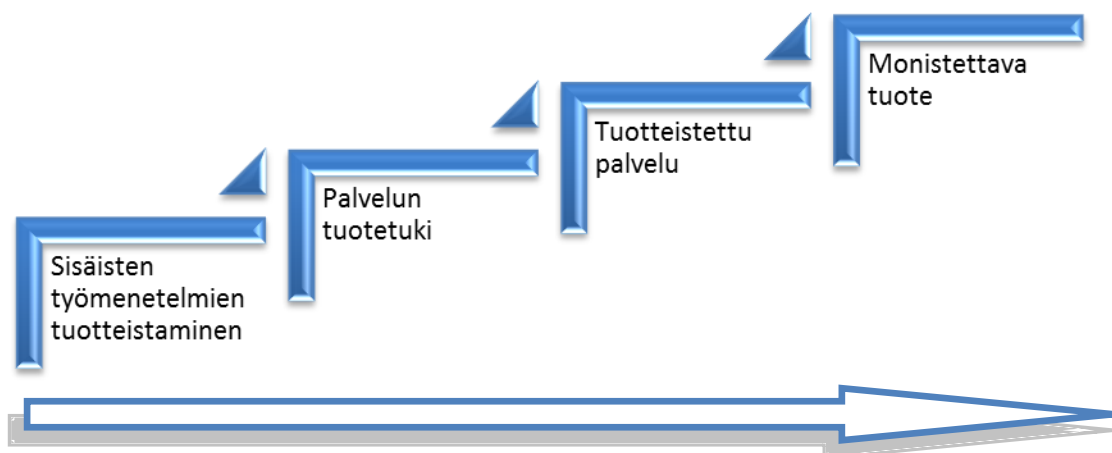 Sisäisten
työmenetelmien
tuotteistaminen
Palvelun
tuotetuki
Tuotteistettu
palvelu
Monistettava
tuote